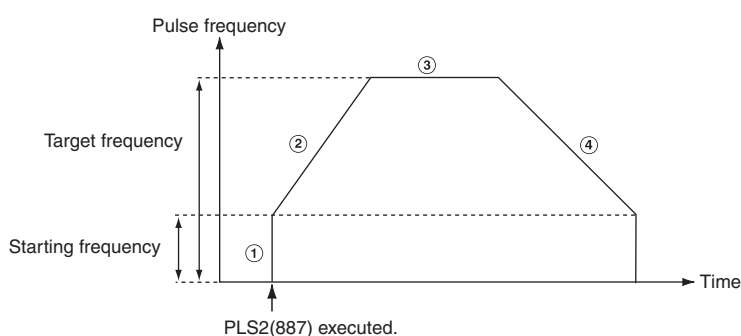 Pulse frequency
③
Target frequency
②
④
Starting frequency
①
Time
PLS2(887) executed.